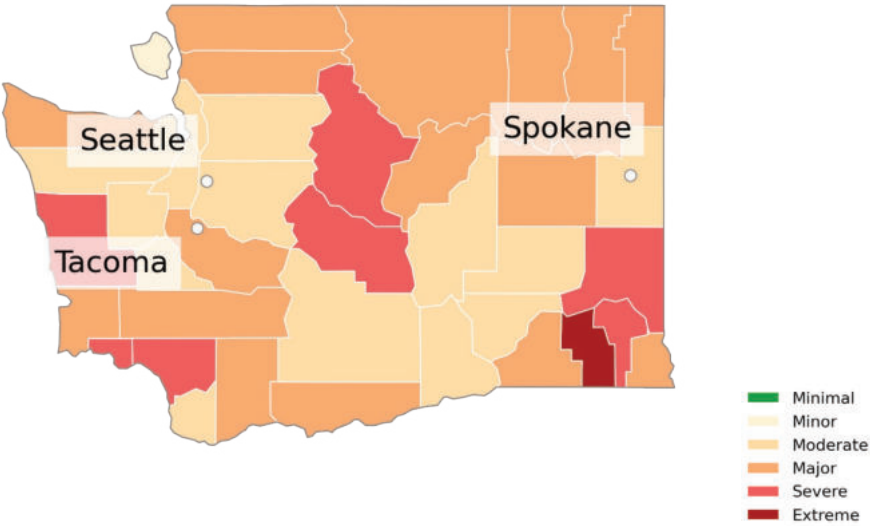 Seattle
Spokane
Tacoma
Minimal
Minor
Moderate
Major
Severe
Extreme